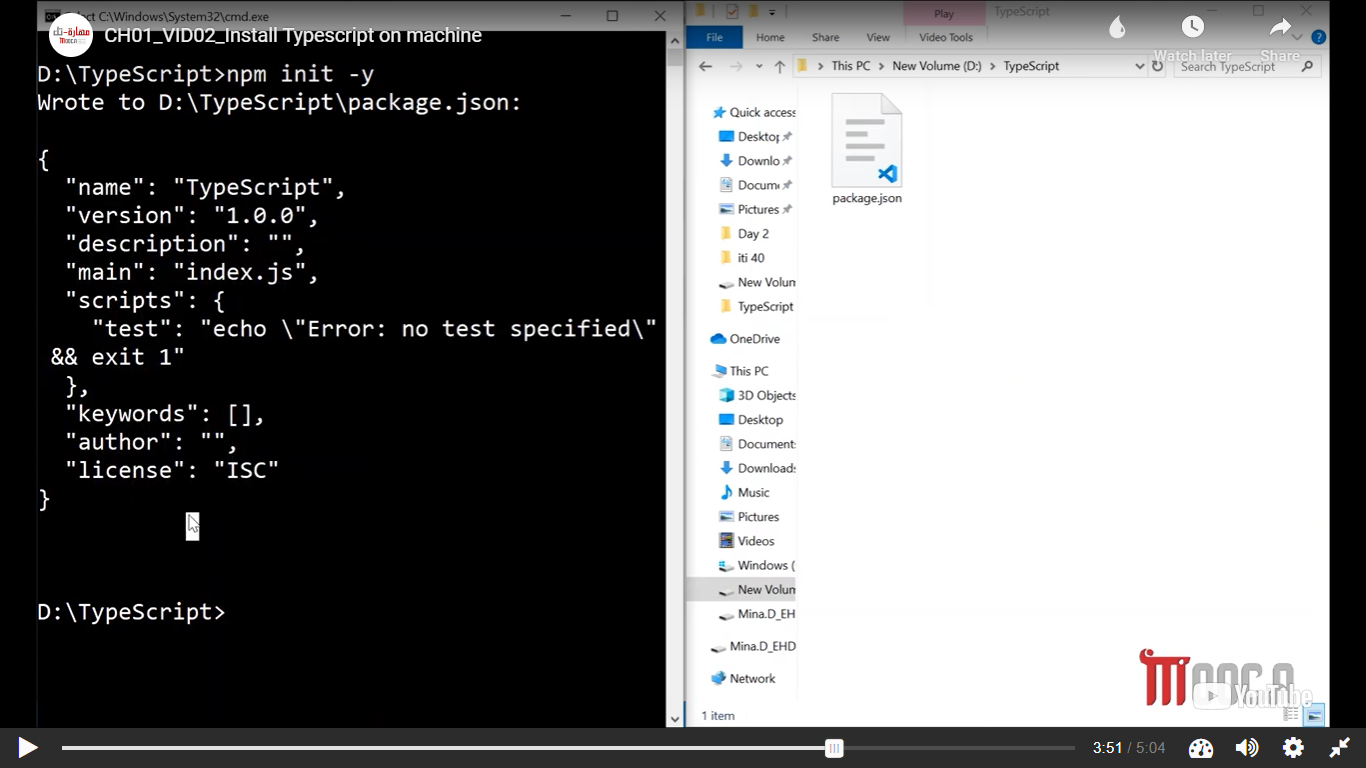 Select C:\Windows\System32\cmd.exe
CH01_VID02_Install Typescript on machine
D:\TypeScript>npm init -y
Wrote to D:\TypeScript\package.json:
{
"name": "TypeScript",
"version": "1.0.0",
"description": "",
"main": "index.js",
"scripts": {
"test": "echo \"Error: no test specified\"
&& exit 1"
},
"keywords": [],
"author": "",
"license": "ISC"
}
D:\TypeScript>
Play
TypeScript
File
Home
Share
View
Video Tools
Watch later
Share
This PC
New Volume (D:)
TypeScript
Search TypeScript
Quick access
Desktop
Downlo
Docum
Pictures
Day 2
iti 40
New Volum
TypeScript
OneDrive
This PC
3D Objects
Desktop
Documents
Downloads
Music
Pictures
Videos
Windows (
New Volum
Mina.D_EH
Mina.D_EHD
Network
package.json
1 item
YouTube
3:51 / 5:04